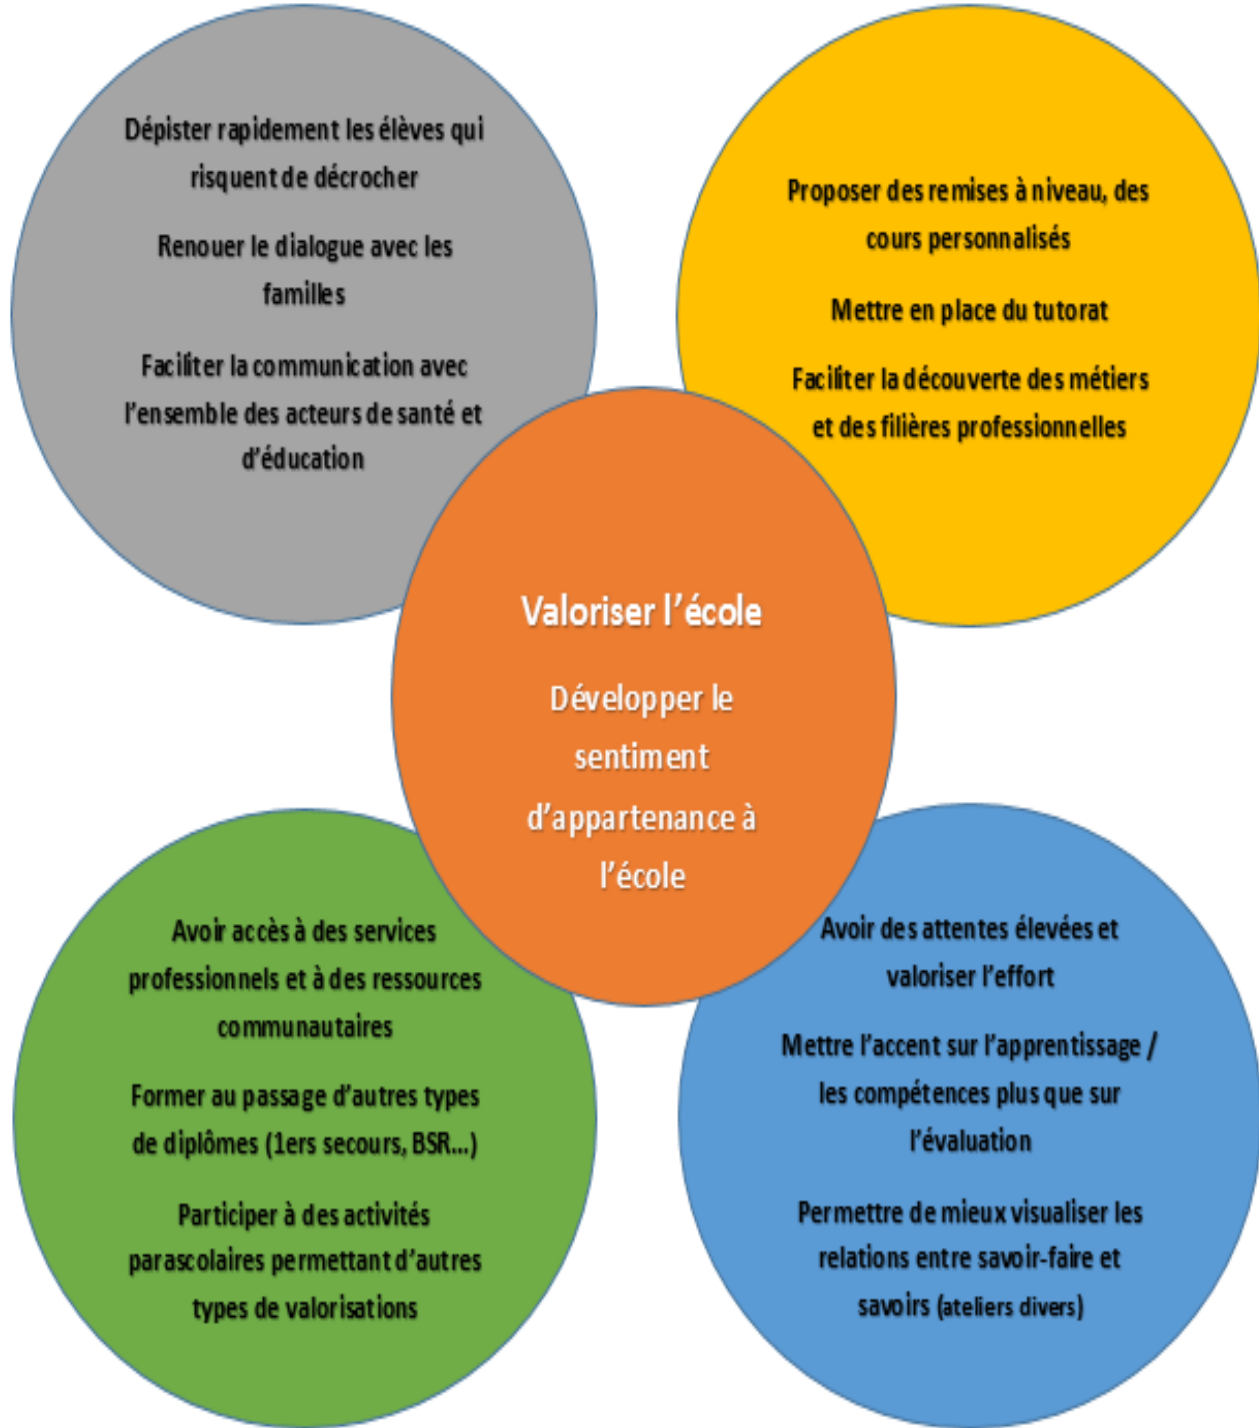 Dépister rapidement les élèves qui
risquent de décrocher
Renouer le dialogue avec les
familles
Faciliter la communication avec
l'ensemble des acteurs de santé et
d'éducation
Proposer des remises à niveau, des
cours personnalisés
Mettre en place du tutorat
Faciliter la découverte des métiers
et des filières professionnelles
Valoriser l'école
Développer le
sentiment
d'appartenance à
l'école
Avoir accès à des services
professionnels et à des ressources
communautaires
Former au passage d'autres types
de diplômes (1ers secours, BSR...)
Participer à des activités
parascolaires permettant d'autres
types de valorisations
Avoir des attentes élevées et
valoriser l'effort
Mettre l'accent sur l'apprentissage /
les compétences plus que sur
l'évaluation
Permettre de mieux visualiser les
relations entre savoir-faire et
savoirs (ateliers divers)